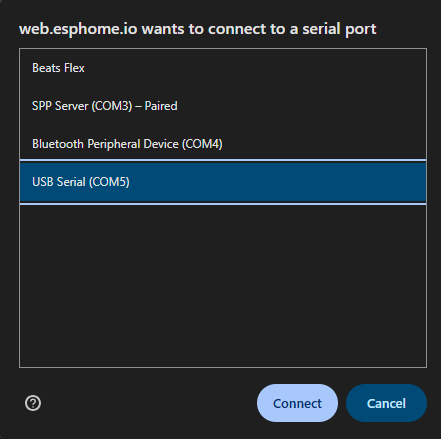 web.esphome.io wants to connect to a serial port
Beats Flex
SPP Server (COM3) – Paired
Bluetooth Peripheral Device (COM4)
USB Serial (COM5)
Connect
Cancel